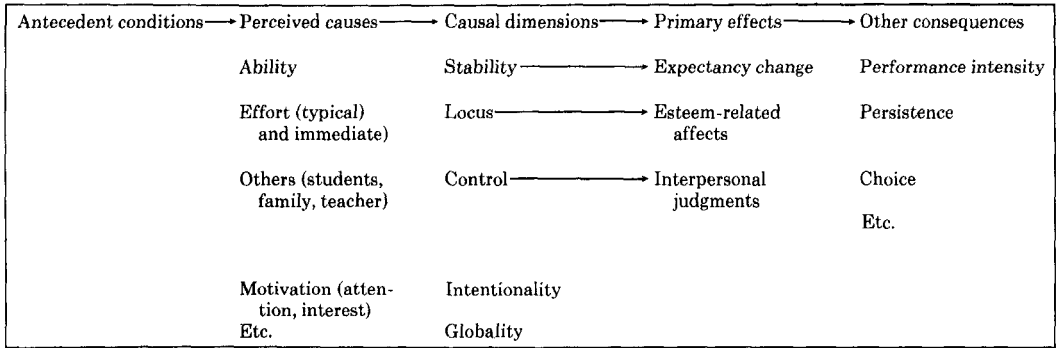 Antecedent conditions Perceived causes Causal dimensions Primary effects Other consequences
Ability Stability Expectancy change Performance intensity
Effort (typical) Locus Esteem-related Persistence
and immediate) affects
Others (students, Control Interpersonal Choice
family, teacher) judgments
Etc.
Motivation (atten- Intentionality
tion, interest)
Etc. Globality